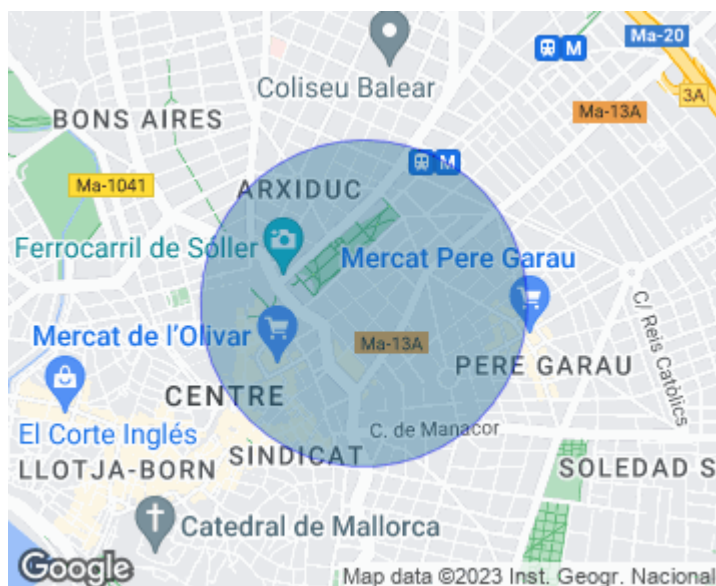 Ma-20
M
Coliseu Balear
3A
Ma-13A
BONS AIRES
M
Ma-1041
ARXIDUC
Ferrocarril de Sóller
Mercat Pere Garau
Mercat de l'Olivar
Ma-13A
C/ Reis Catòlics
PERE GARAU
CENTRE
El Corte Inglés
C. de Manacor
SINDICAT
LLOTJA-BORN
SOLEDAD S
Catedral de Mallorca
Google
Map data ©2023 Inst. Geogr. Nacional